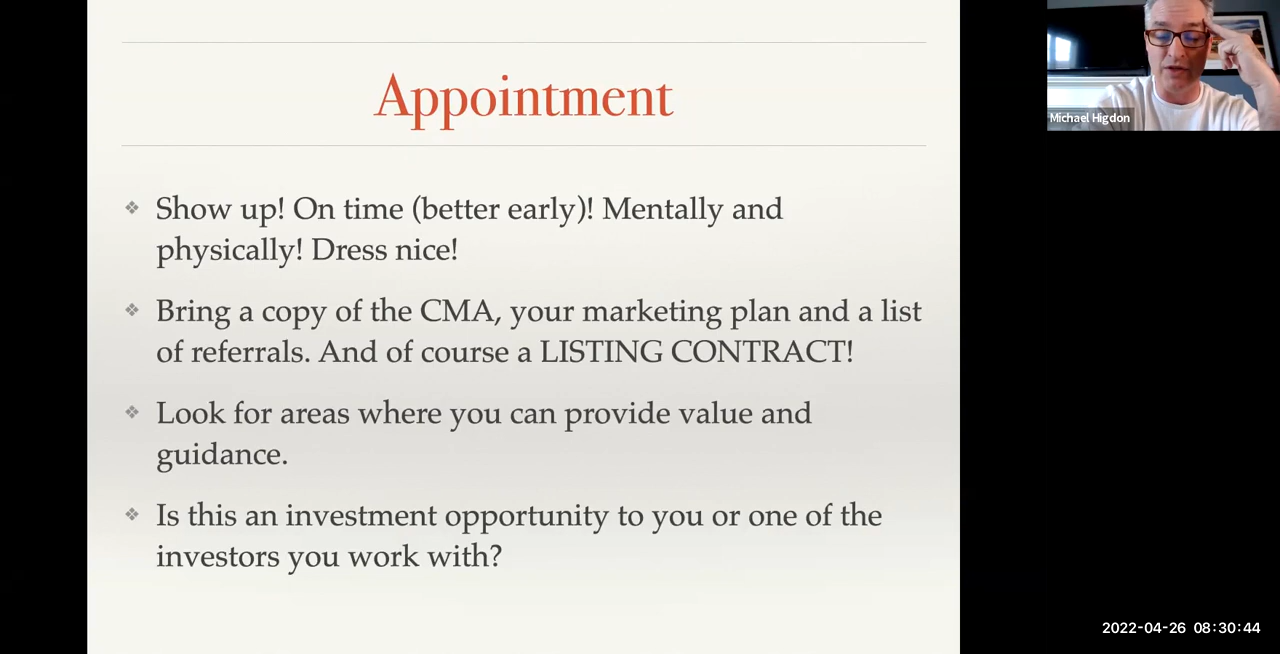 Appointment
Michael Higdon
Show up! On time (better early)! Mentally and
physically! Dress nice!
Bring a copy of the CMA, your marketing plan and a list
of referrals. And of course a LISTING CONTRACT!
Look for areas where you can provide value and
guidance.
Is this an investment opportunity to you or one of the
investors you work with?
2022-04-26 08:30:44